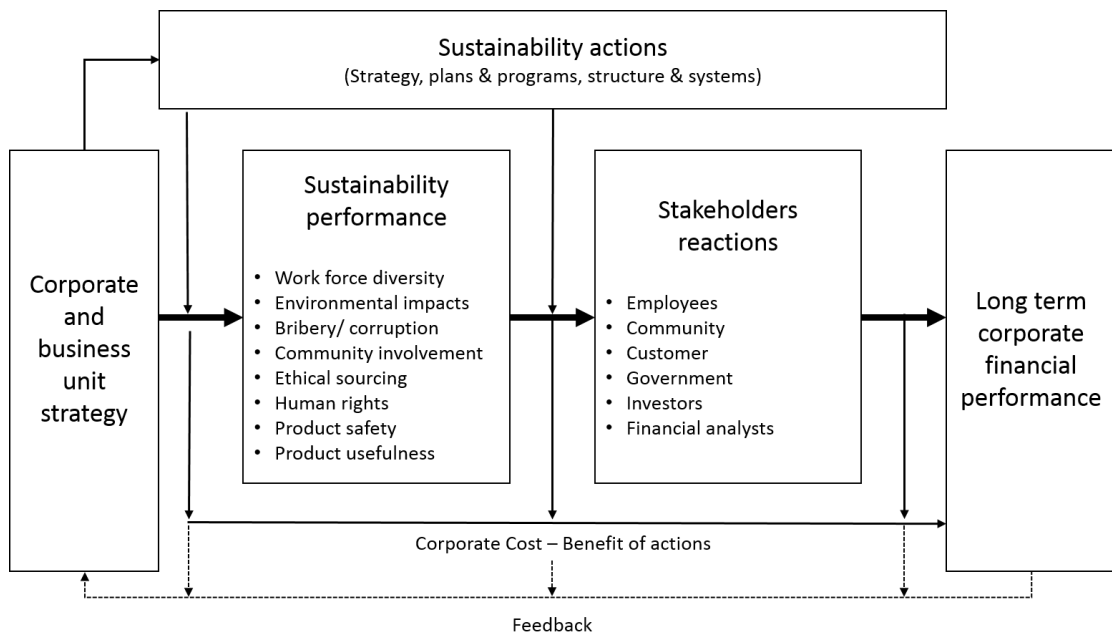 Sustainability actions
(Strategy, plans & programs, structure & systems)
Corporate
and
business
unit
strategy
Sustainability
performance
• Work force diversity
• Environmental impacts
• Bribery/ corruption
• Community involvement
• Ethical sourcing
• Human rights
• Product safety
• Product usefulness
Stakeholders
reactions
• Employees
• Community
• Customer
• Government
• Investors
• Financial analysts
Long term
corporate
financial
performance
Corporate Cost – Benefit of actions
Feedback